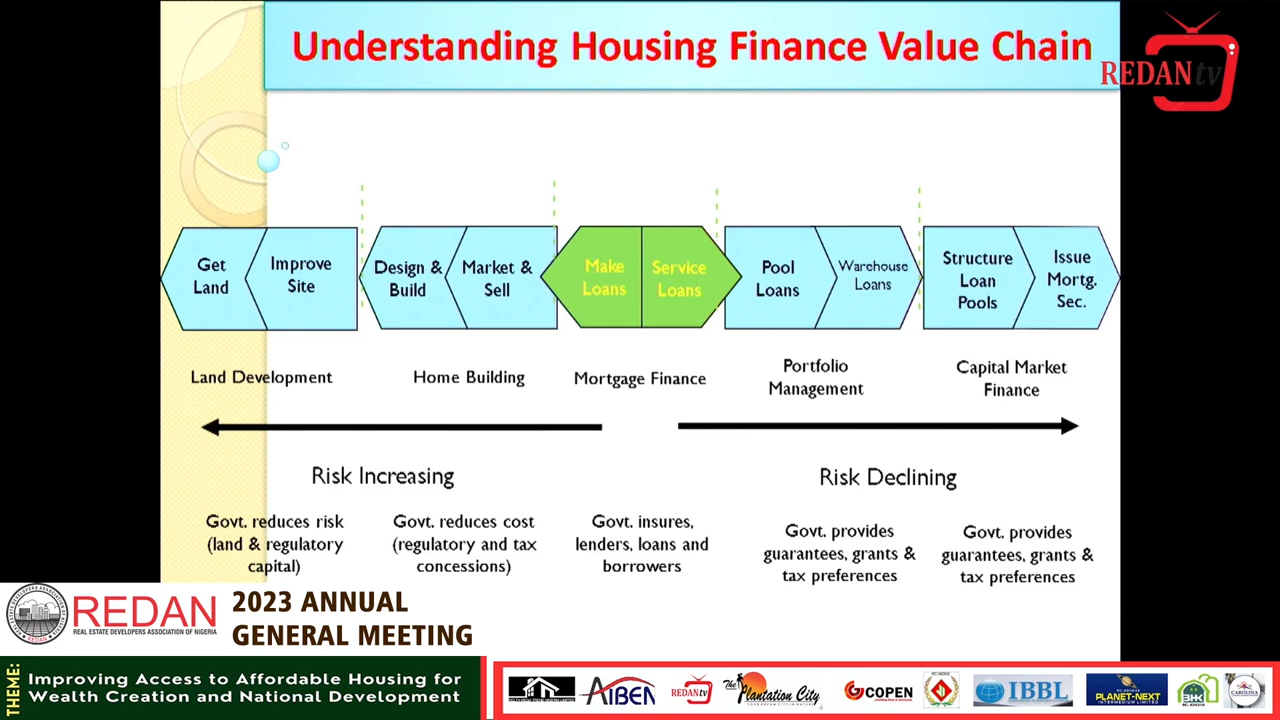 Understanding Housing Finance Value Chain
REDANtv
Get
Land
Improve
Site
Design &
Build
Market &
Sell
Make
Loans
Service
Loans
Pool
Loans
Warehouse
Loans
Structure
Loan
Pools
Issue
Mortg.
Sec.
Land Development
Home Building
Mortgage Finance
Portfolio
Management
Capital Market
Finance
Risk Increasing
Risk Declining
Govt. reduces risk
(land & regulatory
capital)
Govt. reduces cost
(regulatory and tax
concessions)
Govt. insures,
lenders, loans and
borrowers
Govt. provides
guarantees, grants &
tax preferences
Govt. provides
guarantees, grants &
tax preferences
REDAN
REAL ESTATE DEVELOPERS ASSOCIATION OF NIGERIA
2023 ANNUAL
GENERAL MEETING
THEME:
Improving Access to Affordable Housing for
Wealth Creation and National Development
AIBEN
REDANtv
The
Plantation City
COPEN
IBBL
PLANET-NEXT
INTERMEDIUM LIMITED
BHK
CAROLINA